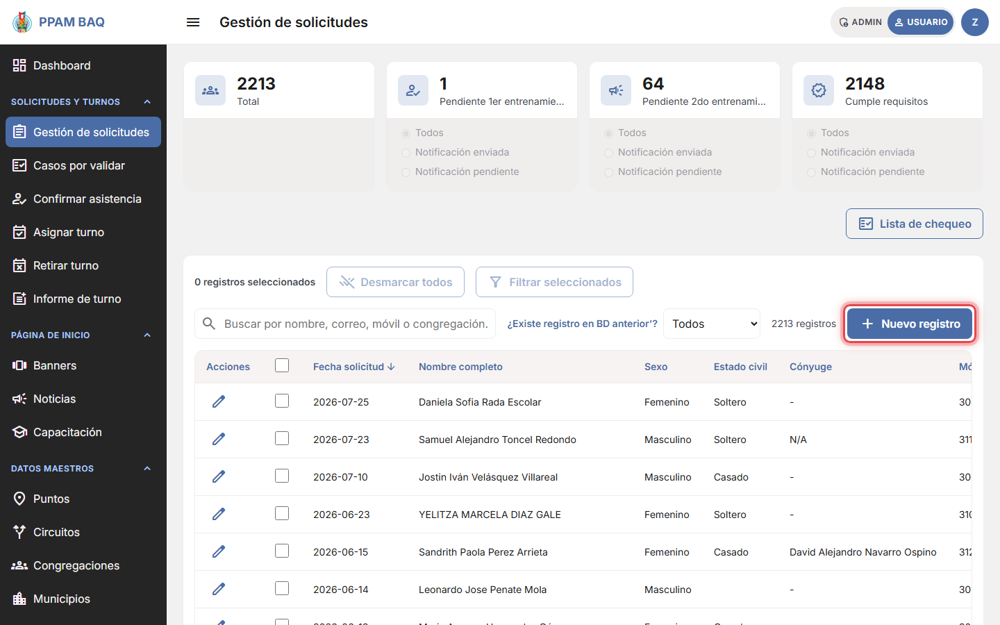 PPAM BAQ
Gestión de solicitudes
ADMIN
USUARIO
Z
Dashboard
SOLICITUDES Y TURNOS
Gestión de solicitudes
Casos por validar
Confirmar asistencia
Asignar turno
Retirar turno
Informe de turno
PÁGINA DE INICIO
Banners
Noticias
Capacitación
DATOS MAESTROS
Puntos
Circuitos
Congregaciones
Municipios
2213
Total
1
Pendiente 1er entrenamie...
Todos
Notificación enviada
Notificación pendiente
64
Pendiente 2do entrenami...
Todos
Notificación enviada
Notificación pendiente
2148
Cumple requisitos
Todos
Notificación enviada
Notificación pendiente
Lista de chequeo
0 registros seleccionados
Desmarcar todos
Filtrar seleccionados
Buscar por nombre, correo, móvil o congregación.
¿Existe registro en BD anterior'?
Todos
2213 registros
Nuevo registro
Acciones Fecha solicitud Nombre completo Sexo Estado civil Cónyuge Mó
2026-07-25 Daniela Sofia Rada Escolar Femenino Soltero - 30
2026-07-23 Samuel Alejandro Toncel Redondo Masculino Soltero N/A 311
2026-07-10 Jostin Iván Velásquez Villareal Masculino Casado - 30
2026-06-23 YELITZA MARCELA DIAZ GALE Femenino Soltero - 310
2026-06-15 Sandrith Paola Perez Arrieta Femenino Casado David Alejandro Navarro Ospino 312
2026-06-14 Leonardo Jose Penate Mola Masculino - 30